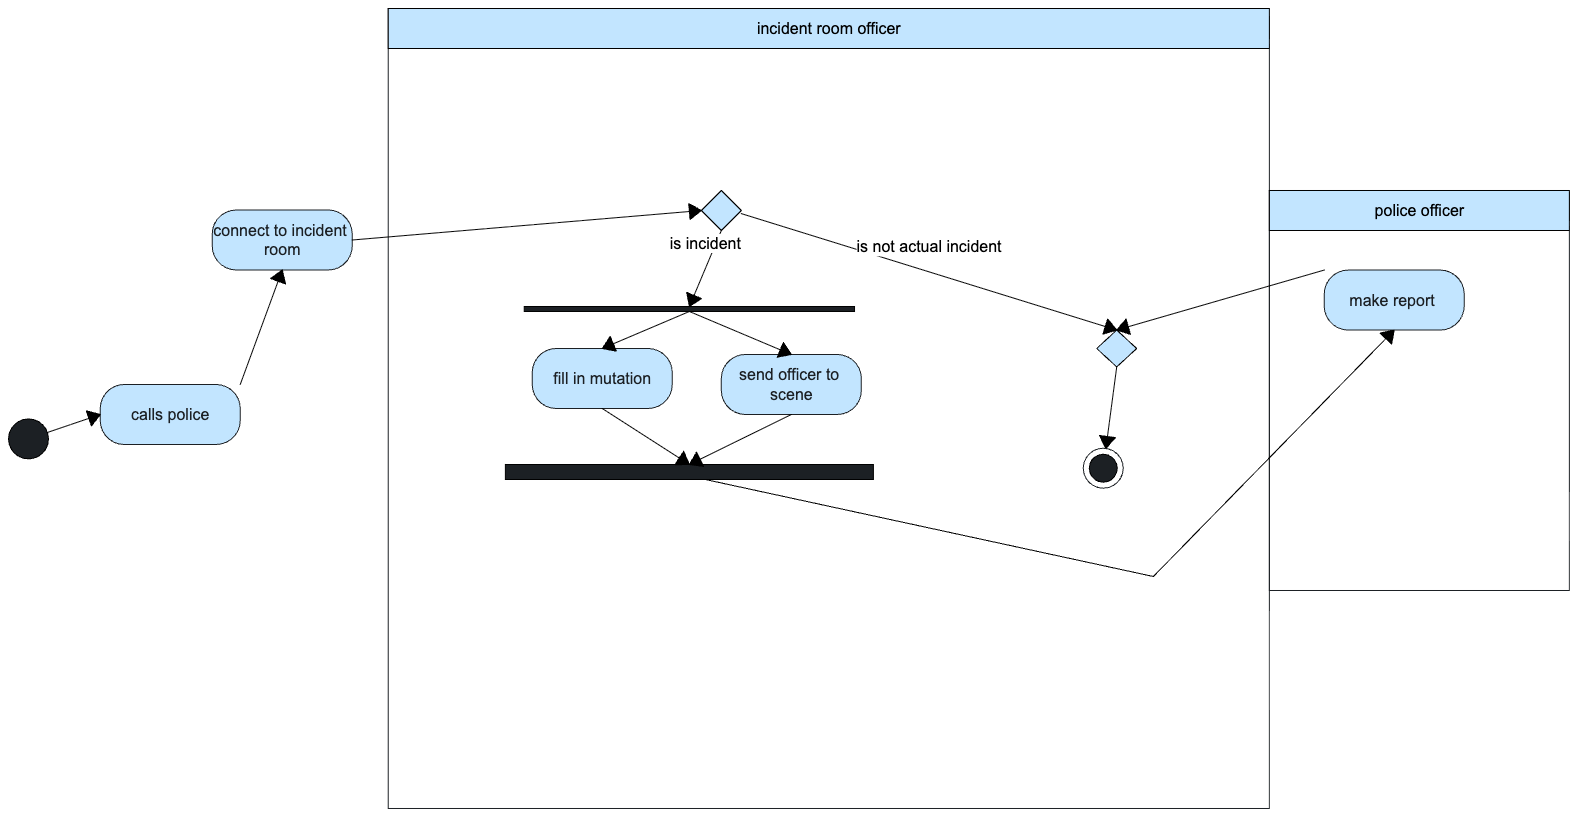 incident room officer
police officer
connect to incident
room
is incident
is not actual incident
make report
fill in mutation
send officer to
scene
calls police